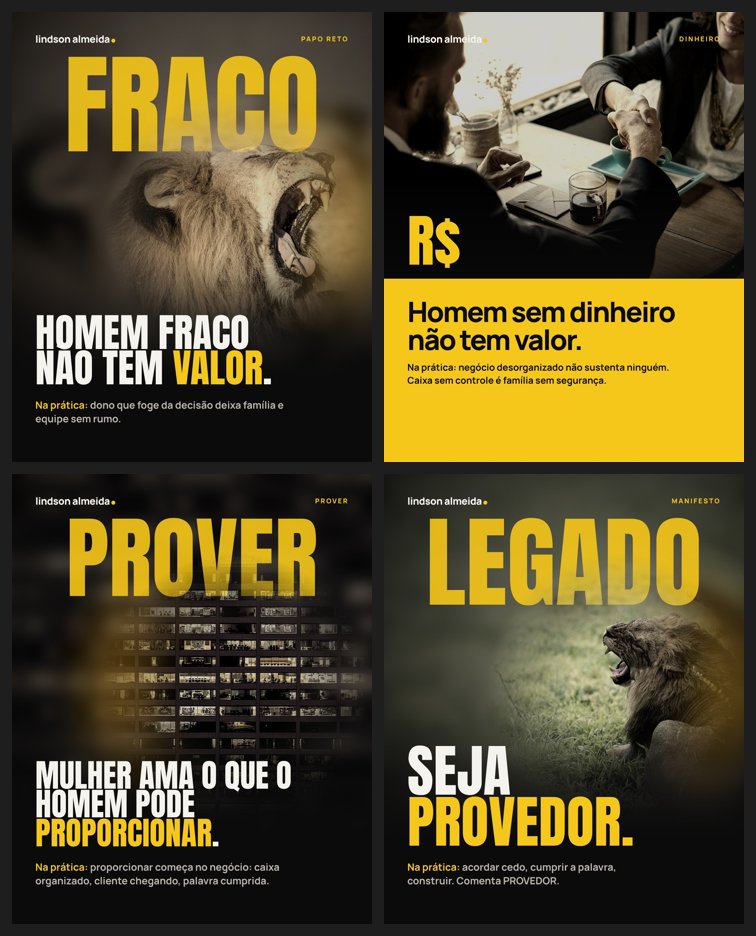 lindson almeida
PAPO RETO
FRACO
HOMEM FRACO
NÃO TEM VALOR.
Na prática: dono que foge da decisão deixa família e
equipe sem rumo.
lindson almeida
DINHEIRO
R$
Homem sem dinheiro
não tem valor.
Na prática: negócio desorganizado não sustenta ninguém.
Caixa sem controle é família sem segurança.
lindson almeida
PROVER
PROVER
MULHER AMA O QUE O
HOMEM PODE
PROPORCIONAR.
Na prática: proporcionar começa no negócio: caixa
organizado, cliente chegando, palavra cumprida.
lindson almeida
MANIFESTO
LEGADO
SEJA
PROVEDOR.
Na prática: acordar cedo, cumprir a palavra,
construir. Comenta PROVEDOR.